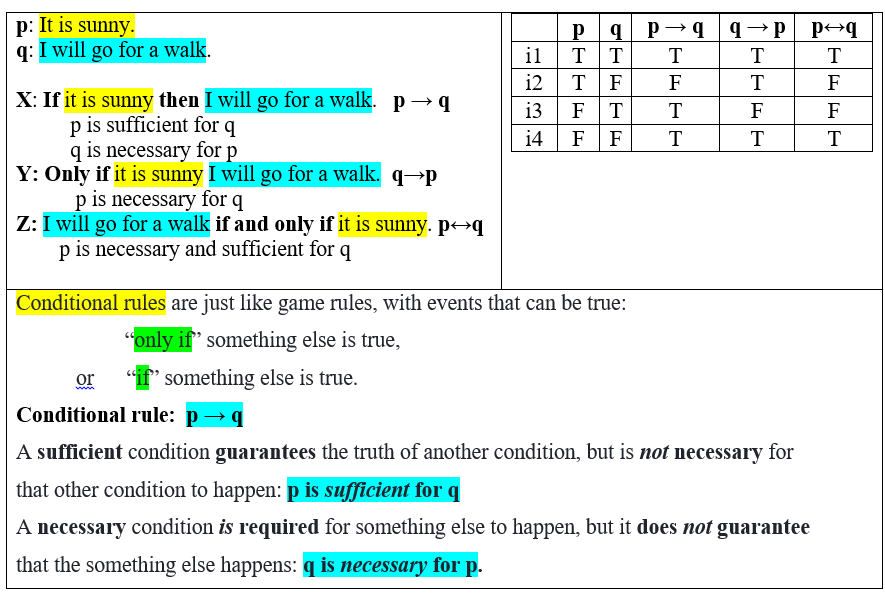 p: It is sunny.
q: I will go for a walk.
X: If it is sunny then I will go for a walk. p → q
p is sufficient for q
q is necessary for p
Y: Only if it is sunny I will go for a walk. q→p
p is necessary for q
Z: I will go for a walk if and only if it is sunny. p↔q
p is necessary and sufficient for q
p q p → q q → p p↔q
i1 T T T T T
i2 T F F T F
i3 F T T F F
i4 F F T T T
Conditional rules are just like game rules, with events that can be true:
“only if” something else is true,
or “if” something else is true.
Conditional rule: p → q
A sufficient condition guarantees the truth of another condition, but is not necessary for
that other condition to happen: p is sufficient for q
A necessary condition is required for something else to happen, but it does not guarantee
that the something else happens: q is necessary for p.